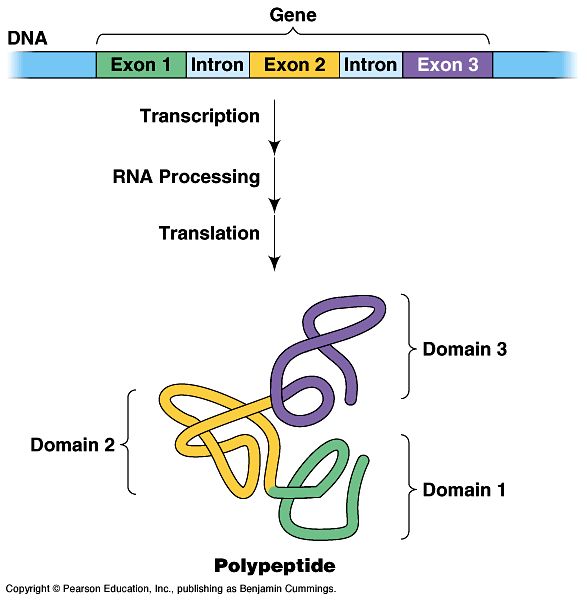 Gene
DNA
Exon 1 Intron Exon 2 Intron Exon 3
Transcription
RNA Processing
Translation
Domain 3
Domain 2
Domain 1
Polypeptide
Copyright © Pearson Education, Inc., publishing as Benjamin Cummings.